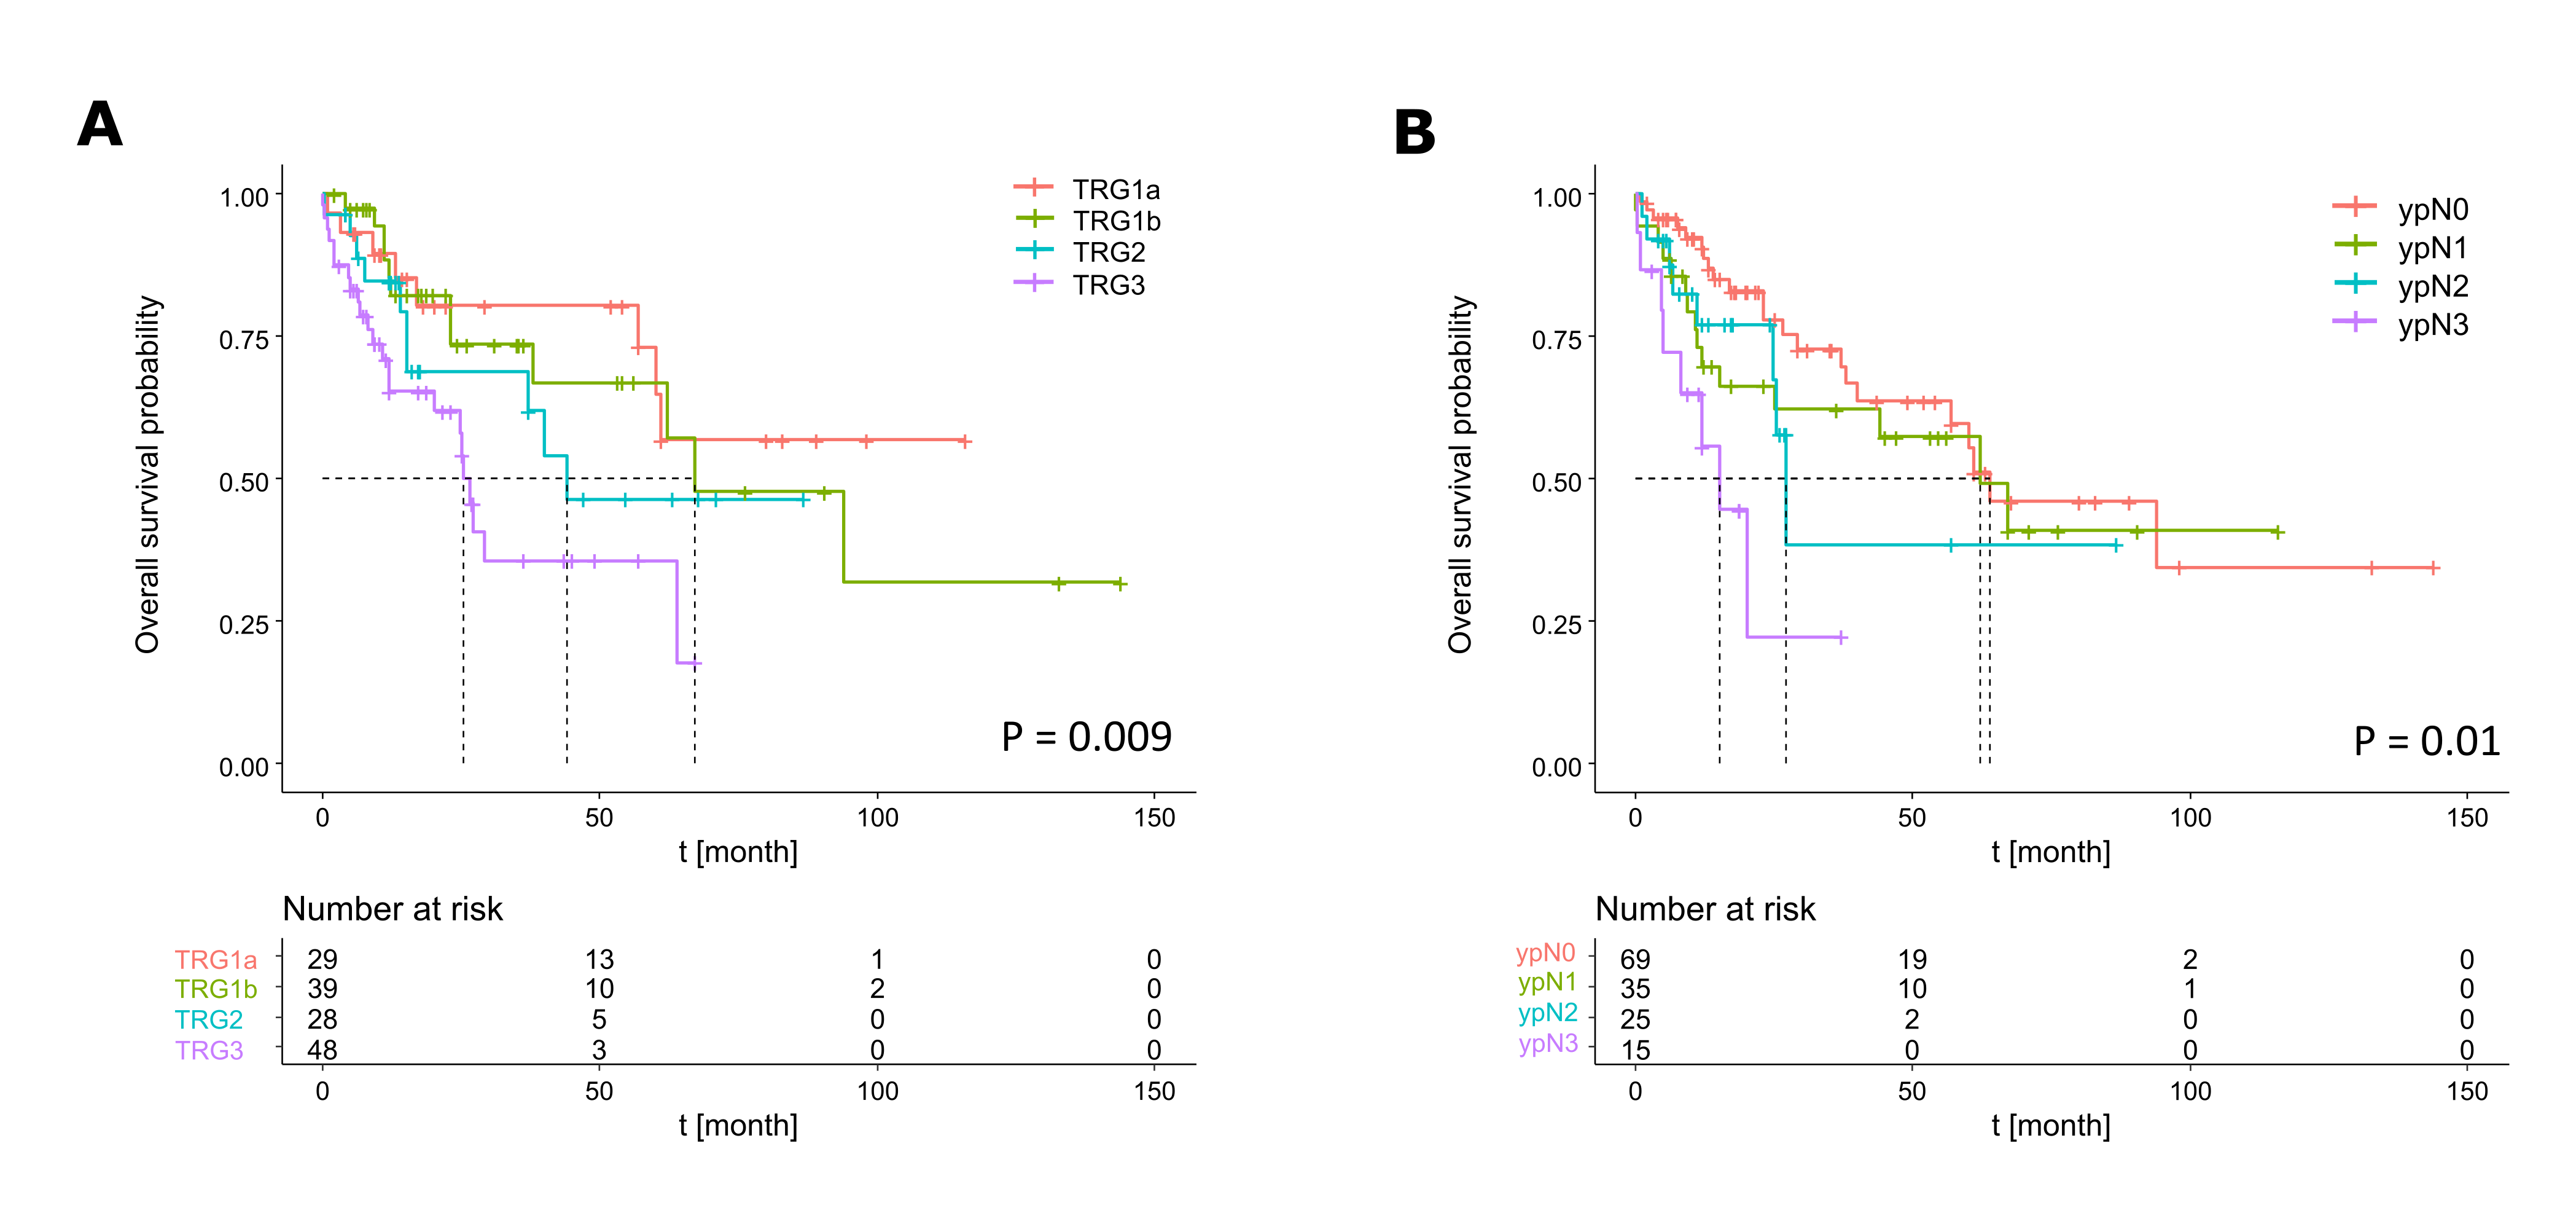 A
Overall survival probability
1.00
0.75
0.50
0.25
0.00
TRG1a
TRG1b
TRG2
TRG3
P = 0.009
0 50 100 150
t [month]
Number at risk
TRG1a 29 13 1 0
TRG1b 39 10 2 0
TRG2 28 5 0 0
TRG3 48 3 0 0
0 50 100 150
t [month]
B
Overall survival probability
1.00
0.75
0.50
0.25
0.00
ypN0
ypN1
ypN2
ypN3
P = 0.01
0 50 100 150
t [month]
Number at risk
ypN0 69 19 2 0
ypN1 35 10 1 0
ypN2 25 2 0 0
ypN3 15 0 0 0
0 50 100 150
t [month]